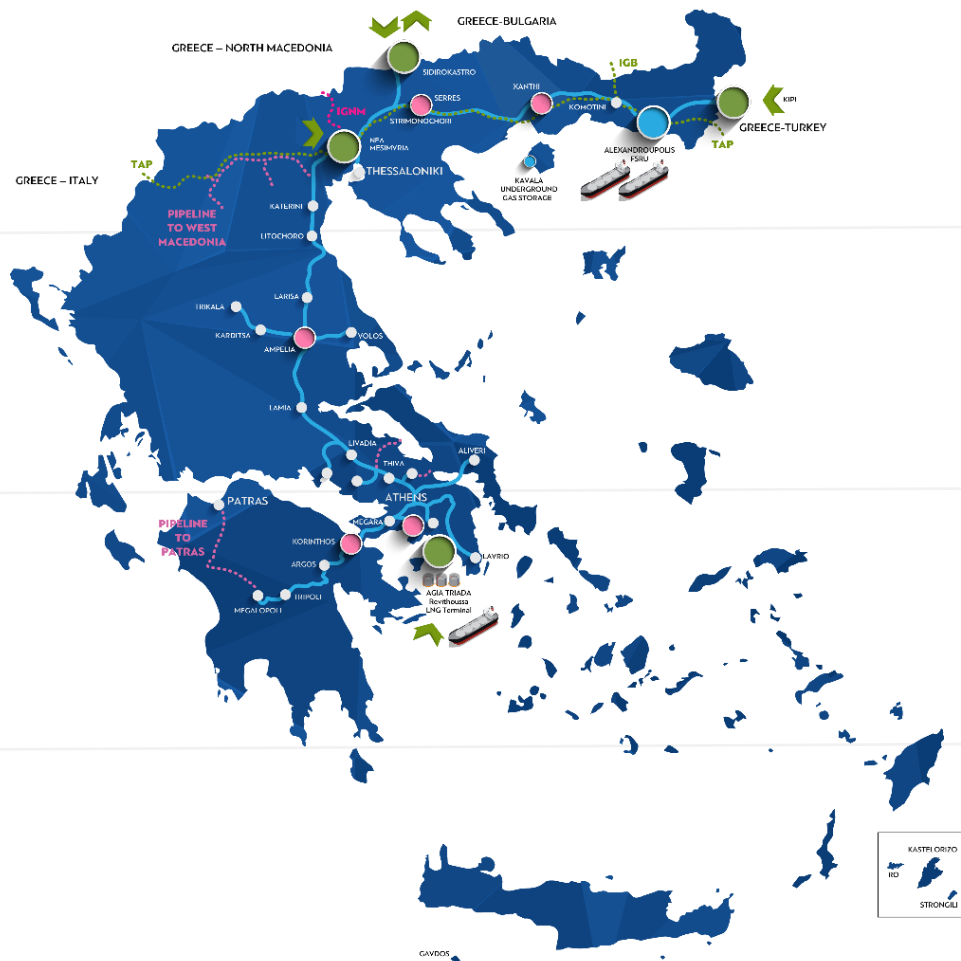 GREECE-BULGARIA
GREECE – NORTH MACEDONIA
IGB
SIDIROKASTRO
XANTHI
SERRES
KIPI
IGNM
KOMOTINI
STRIMONOCHORI
GREECE-TURKEY
NEA
MESIMVRIA
TAP
ALEXANDROUPOLIS
FSRU
TAP
THESSALONIKI
GREECE – ITALY
KAVALA
UNDERGROUND
GAS STORAGE
KATERINI
PIPELINE
TO WEST
MACEDONIA
LITOCHORO
LARISA
TRIKALA
KARDITSA
VOLOS
AMPELIA
LAMIA
LIVADIA
ALIVERI
THIVA
ATHENS
PATRAS
MEGARA
PIPELINE
TO
PATRAS
KORINTHOS
LAVRIO
ARGOS
AGIA TRIADA
Revithoussa
LNG Terminal
TRIPOLI
MEGALOPOLI
KASTELORIZO
RO
STRONGILI
GAVDOS